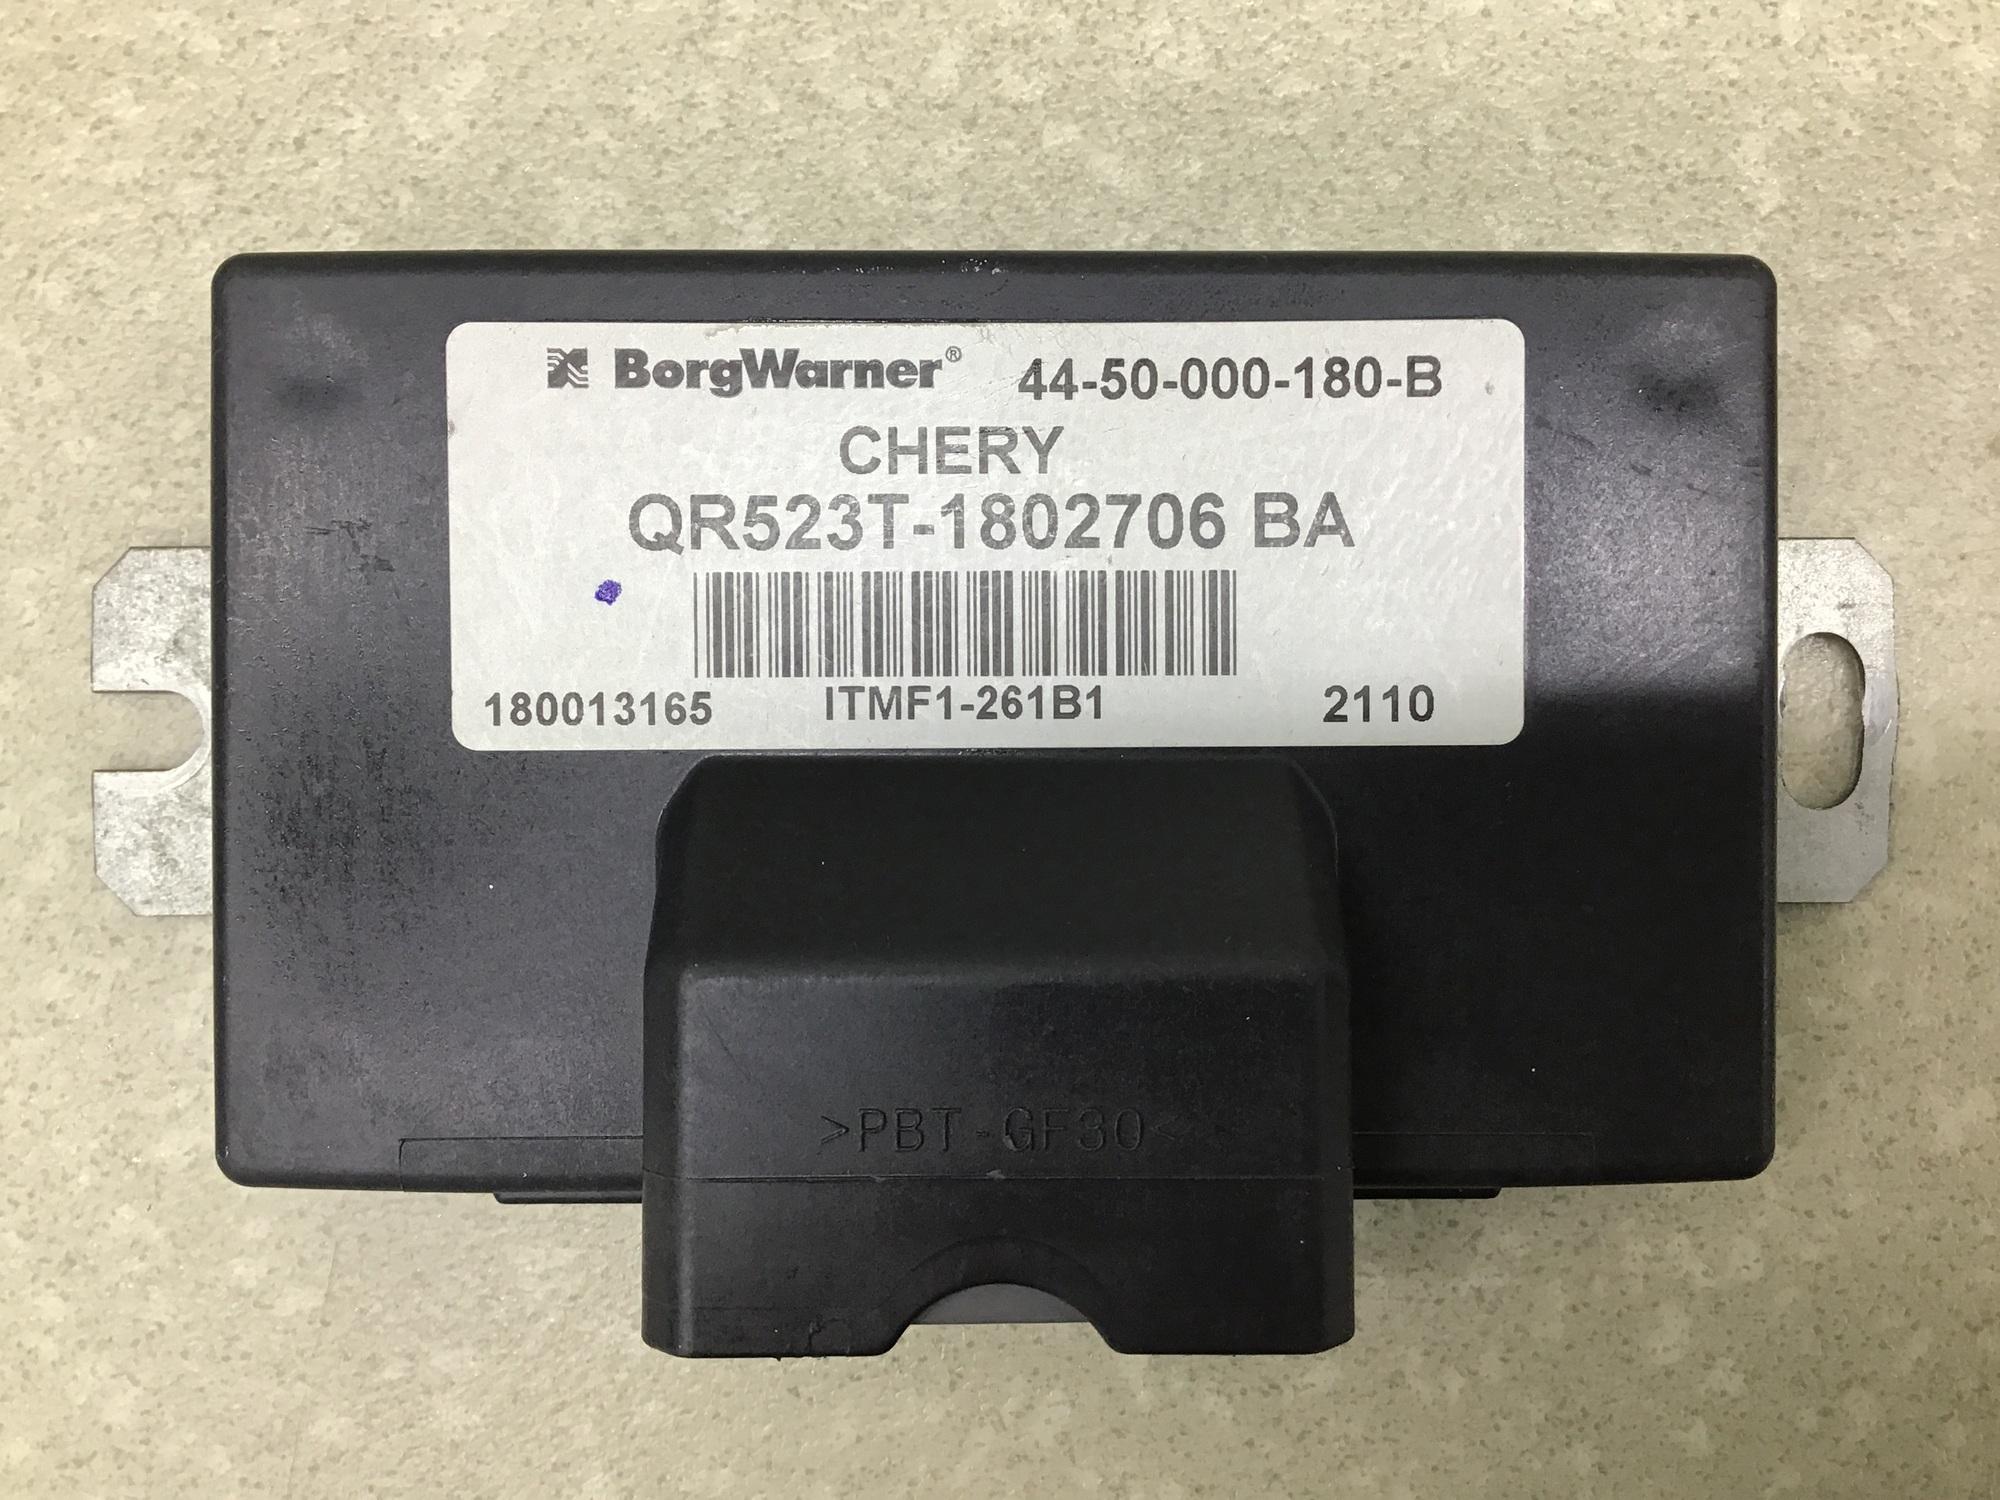 BorgWarner® 44-50-000-180-B
CHERY
QR523T-1802706 BA
180013165 ITMF1-261B1 2110
>PBT-GF30<